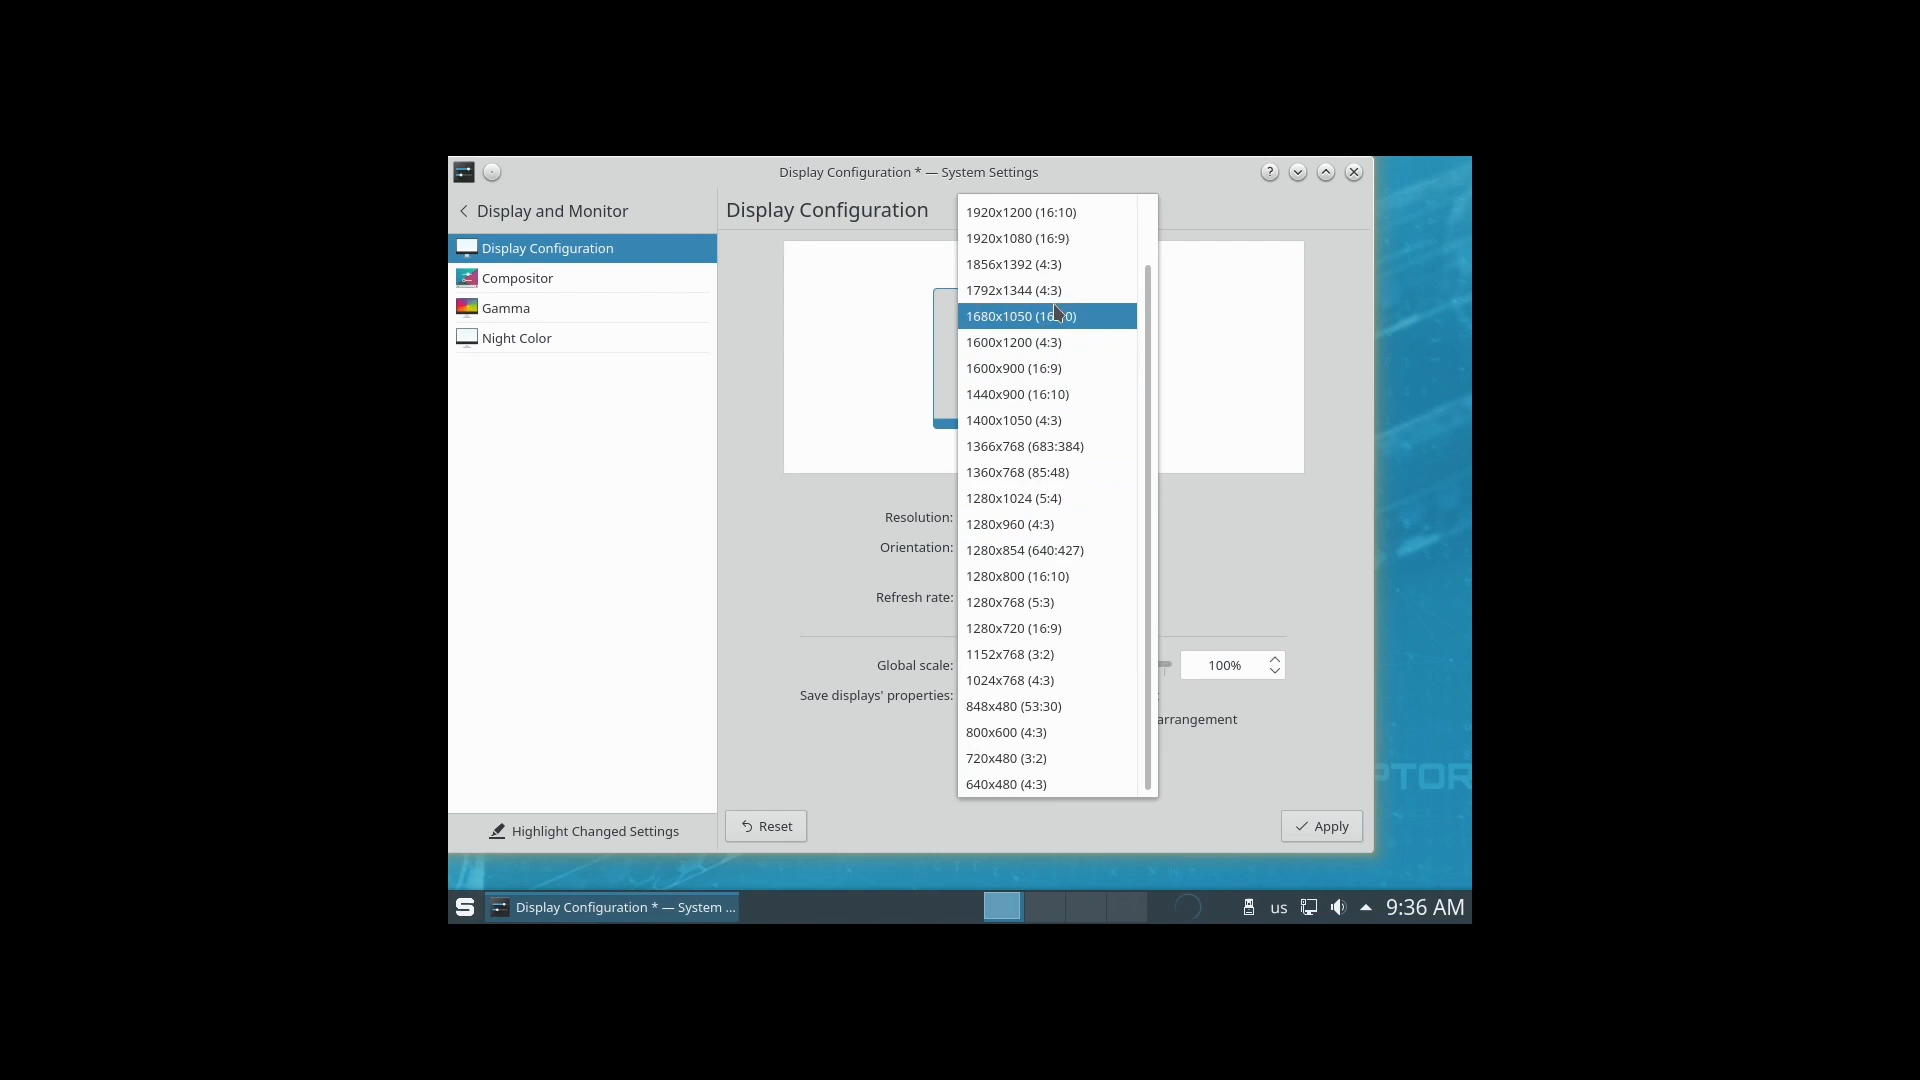 Display Configuration * — System Settings
Display and Monitor
Display Configuration
Compositor
Gamma
Night Color
Highlight Changed Settings
Display Configuration
1920x1200 (16:10)
1920x1080 (16:9)
1856x1392 (4:3)
1792x1344 (4:3)
1680x1050 (16:10)
1600x1200 (4:3)
1600x900 (16:9)
1440x900 (16:10)
1400x1050 (4:3)
1366x768 (683:384)
1360x768 (85:48)
1280x1024 (5:4)
1280x960 (4:3)
1280x854 (640:427)
1280x800 (16:10)
1280x768 (5:3)
1280x720 (16:9)
1152x768 (3:2)
1024x768 (4:3)
848x480 (53:30)
800x600 (4:3)
720x480 (3:2)
640x480 (4:3)
Resolution:
Orientation:
Refresh rate:
Global scale:
100%
Save displays' properties:
arrangement
Reset
Apply
PTOR
Display Configuration * — System ...
us
9:36 AM